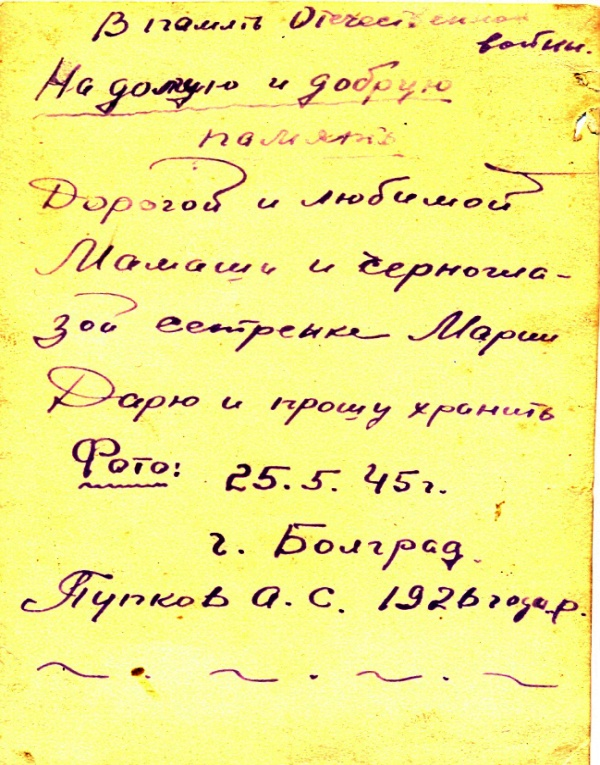 В память Отечественной
войны.
На долгую и добрую
память
Дорогой и любимой
Мамаши и черногла-
зой сетренке Марии
Дарю и прошу хранить
Фото: 25.5.45г.
г. Болград.
Пупков А.С. 1926 года р.